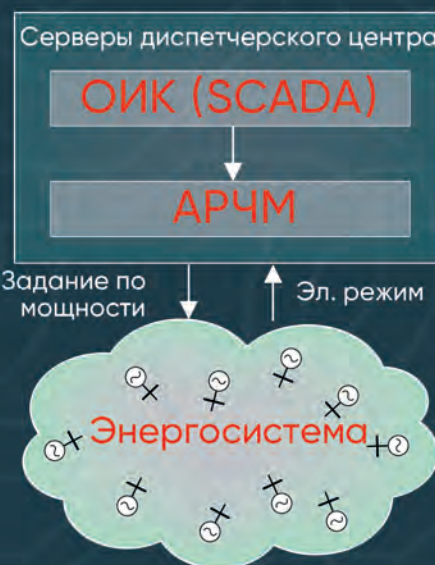 Серверы диспетчерского центра
ОИК (SCADA)
АРЧМ
Задание по
мощности
Эл. режим
Энергосистема